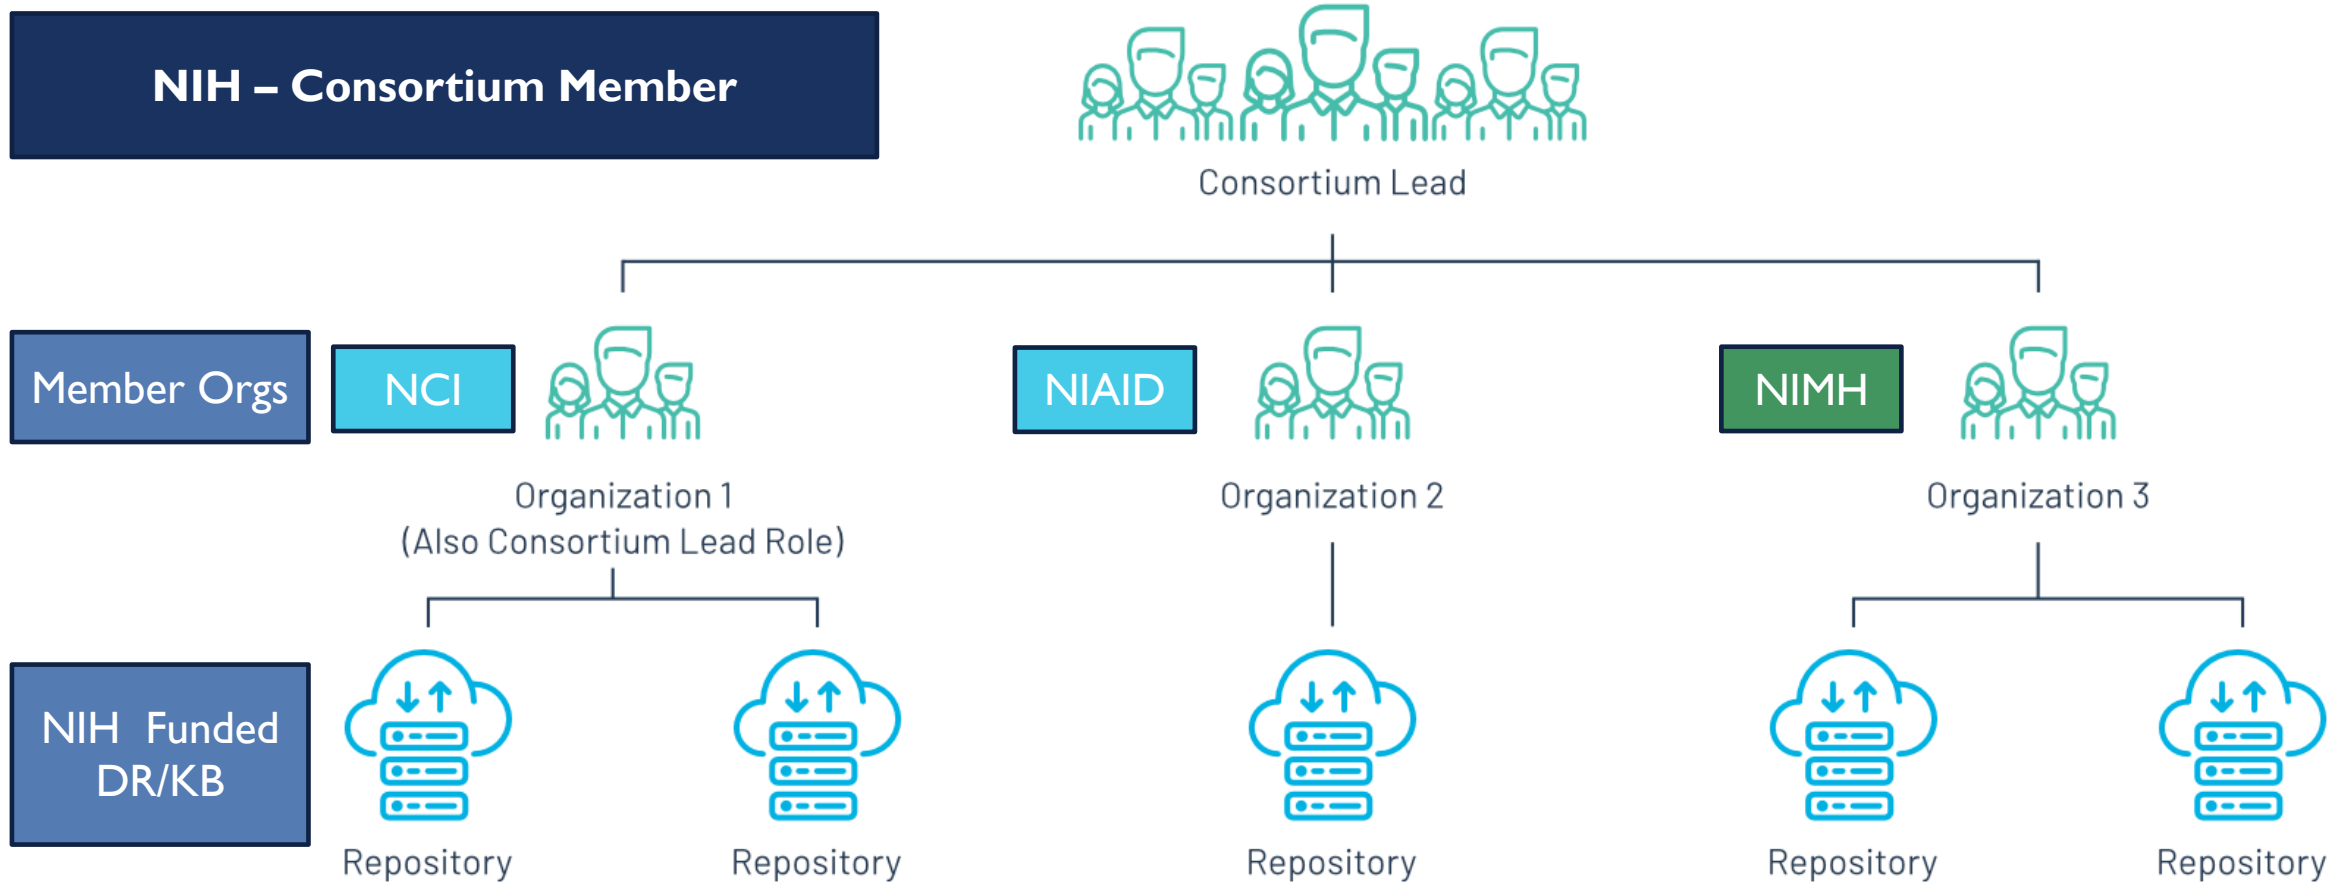 NIH – Consortium Member
Consortium Lead
Member Orgs
NCI
NIAID
NIMH
Organization 1
(Also Consortium Lead Role)
Organization 2
Organization 3
NIH Funded
DR/KB
Repository
Repository
Repository
Repository
Repository